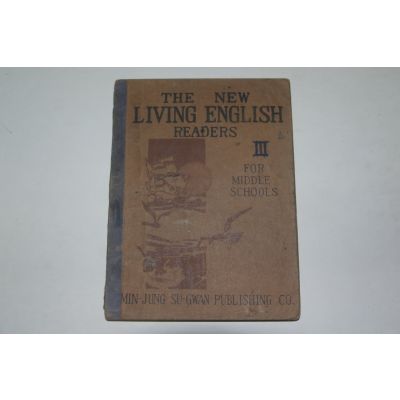 THE NEW
LIVING ENGLISH
READERS
III
FOR
MIDDLE
SCHOOLS
MIN-JUNG SU-GWAN PUBLISHING CO.